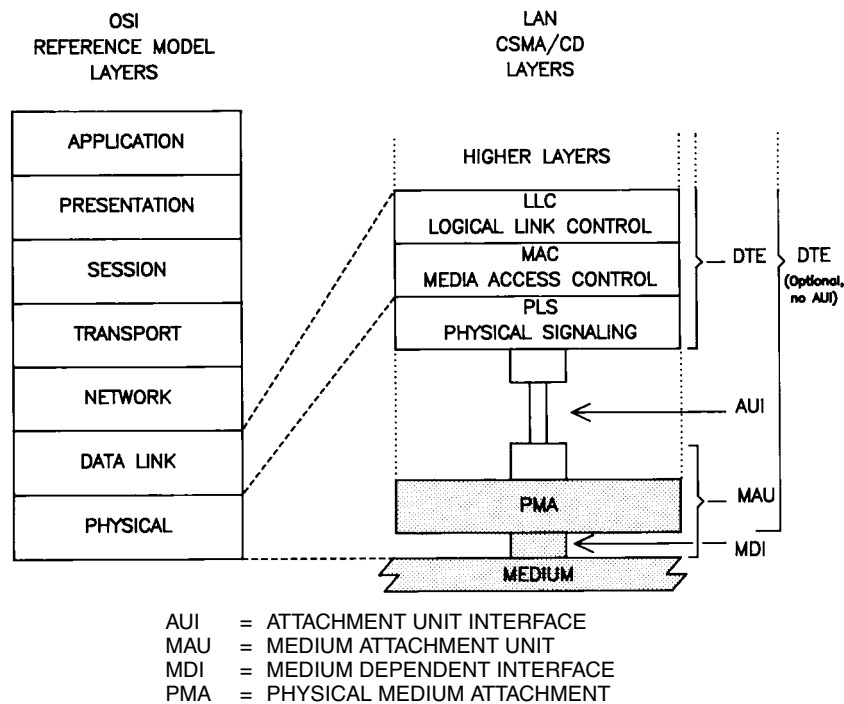 OSI
REFERENCE MODEL
LAYERS
LAN
CSMA/CD
LAYERS
APPLICATION
PRESENTATION
SESSION
TRANSPORT
NETWORK
DATA LINK
PHYSICAL
HIGHER LAYERS
LLC
LOGICAL LINK CONTROL
MAC
MEDIA ACCESS CONTROL
PLS
PHYSICAL SIGNALING
DTE
DTE
(Optional,
no AUI)
AUI
PMA
MAU
MDI
MEDIUM
AUI = ATTACHMENT UNIT INTERFACE
MAU = MEDIUM ATTACHMENT UNIT
MDI = MEDIUM DEPENDENT INTERFACE
PMA = PHYSICAL MEDIUM ATTACHMENT